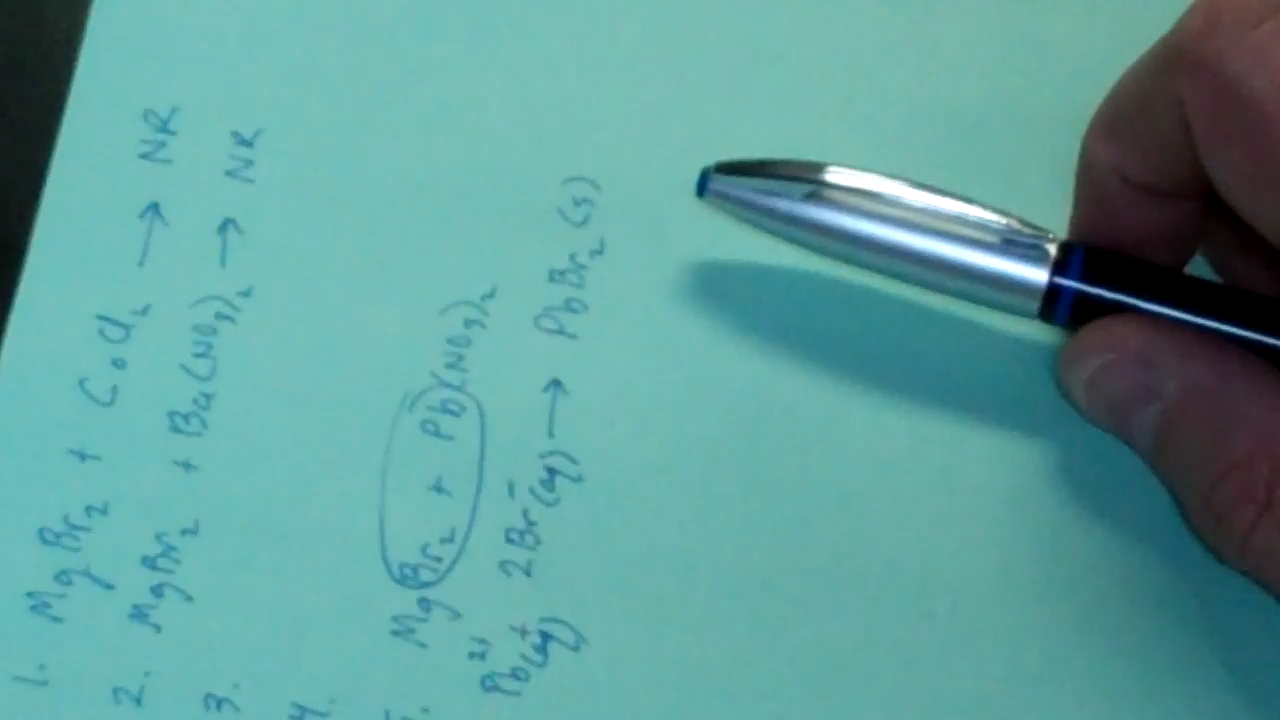 1. MgBr₂ + CoCl₂ → NR
2. MgBr₂ + Ba(NO₃)₂ → NR
3.
4.
5. MgBr₂ + Pb(NO₃)₂
Pb²⁺(aq) + 2Br⁻(aq) → PbBr₂(s)